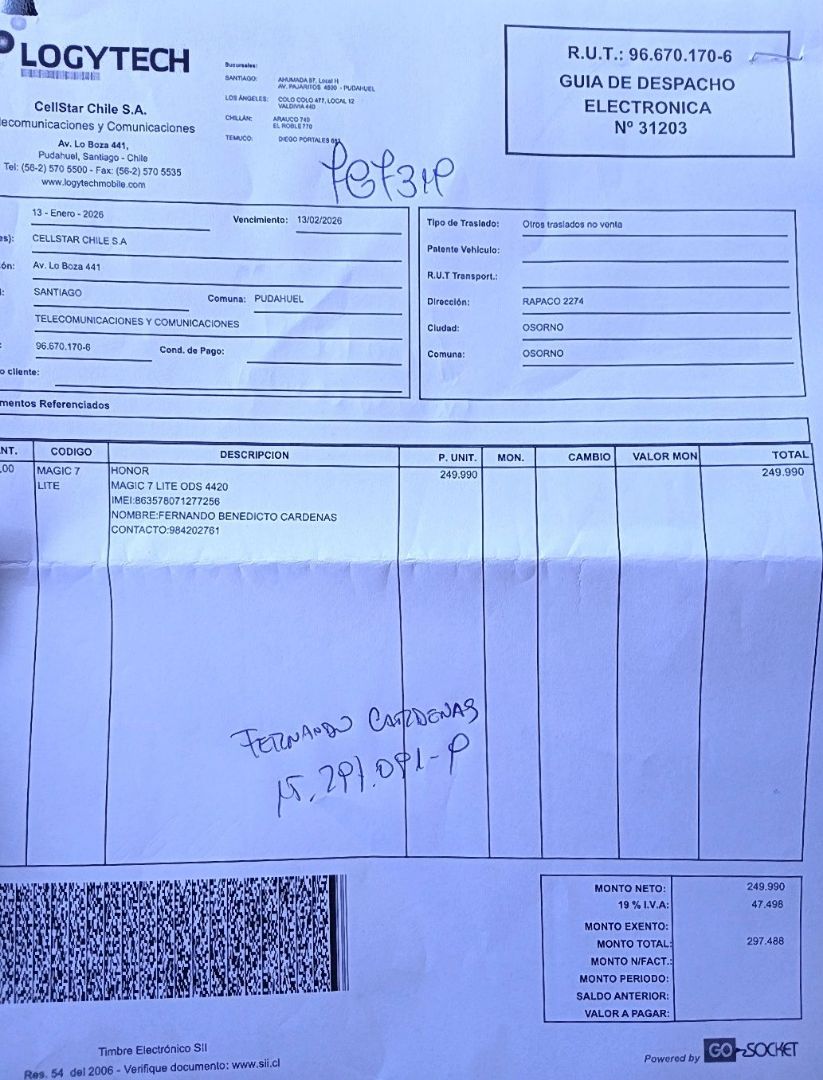 LOGYTECH
CellStar Chile S.A.
elecomunicaciones y Comunicaciones
Av. Lo Boza 441,
Pudahuel, Santiago - Chile
Tel: (56-2) 570 5500 - Fax: (56-2) 570 5535
www.logytechmobile.com
Sucursales:
SANTIAGO: AHUMADA 87, Local H
AV. PAJARITOS 4500 - PUDAHUEL
LOS ÁNGELES: COLO COLO 477, LOCAL 12
VALDIVIA 440
CHILLÁN: ARAUCO 740
EL ROBLE 770
TEMUCO: DIEGO PORTALES
R.U.T.: 96.670.170-6
GUIA DE DESPACHO
ELECTRONICA
Nº 31203
13 - Enero - 2026 Vencimiento: 13/02/2026
es): CELLSTAR CHILE S.A
ón: Av. Lo Boza 441
SANTIAGO Comuna: PUDAHUEL
TELECOMUNICACIONES Y COMUNICACIONES
96.670.170-6 Cond. de Pago:
o cliente:
Tipo de Traslado: Otros traslados no venta
Patente Vehiculo:
R.U.T Transport.:
Dirección: RAPACO 2274
Ciudad: OSORNO
Comuna: OSORNO
mentos Referenciados
NT. CODIGO DESCRIPCION P. UNIT. MON. CAMBIO VALOR MON TOTAL
.00 MAGIC 7 HONOR 249.990 249.990
LITE MAGIC 7 LITE ODS 4420
IMEI:863578071277256
NOMBRE:FERNANDO BENEDICTO CARDENAS
CONTACTO:984202761
FERNANDO CARDENAS
MONTO NETO: 249.990
19 % I.V.A: 47.498
MONTO EXENTO:
MONTO TOTAL: 297.488
MONTO N/FACT.:
MONTO PERIODO:
SALDO ANTERIOR:
VALOR A PAGAR:
Timbre Electrónico SII
Res. 54 del 2006 - Verifique documento: www.sii.cl
Powered by GO SOCKET